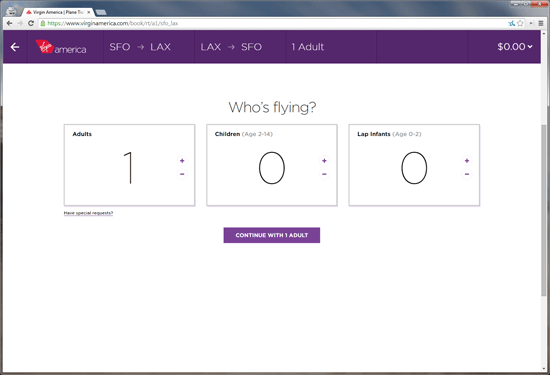 Virgin America | Plane Tic
https://www.virginamerica.com/book/rt/a1/sfo_lax
Virgin america
SFO → LAX
LAX → SFO
1 Adult
$0.00
Who's flying?
Adults
1
+
−
Children (Age 2-14)
0
+
−
Lap Infants (Age 0-2)
0
+
−
Have special requests?
CONTINUE WITH 1 ADULT